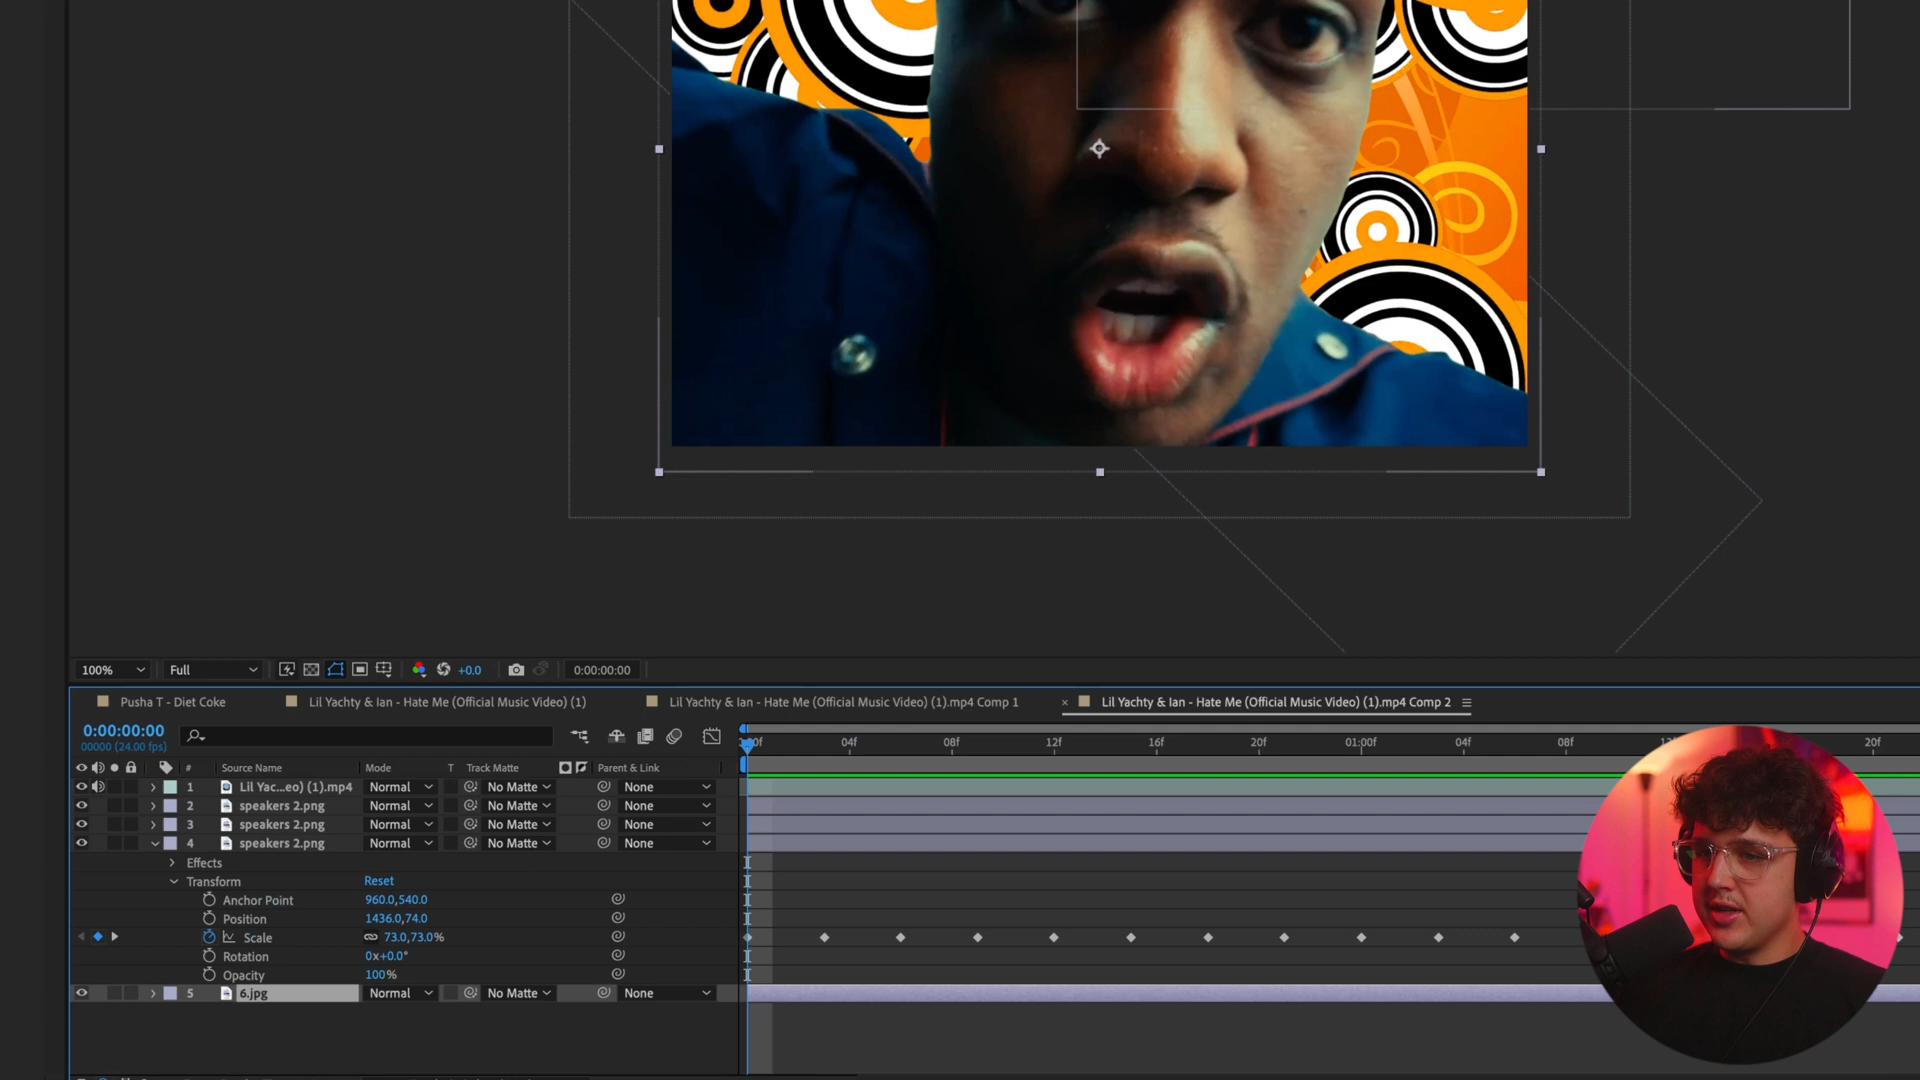 100% Full +0.0 0:00:00:00
Pusha T - Diet Coke Lil Yachty & Ian - Hate Me (Official Music Video) (1) Lil Yachty & Ian - Hate Me (Official Music Video) (1).mp4 Comp 1 × Lil Yachty & Ian - Hate Me (Official Music Video) (1).mp4 Comp 2
0:00:00:00
00000 (24.00 fps)
04f 08f 12f 16f 20f 01:00f 04f 08f 20f
# Source Name Mode T Track Matte Parent & Link
1 Lil Yac...eo) (1).mp4 Normal No Matte None
2 speakers 2.png Normal No Matte None
3 speakers 2.png Normal No Matte None
4 speakers 2.png Normal No Matte None
Effects
Transform Reset
Anchor Point 960.0,540.0
Position 1436.0,74.0
Scale 73.0,73.0%
Rotation 0x+0.0°
Opacity 100%
5 6.jpg Normal No Matte None